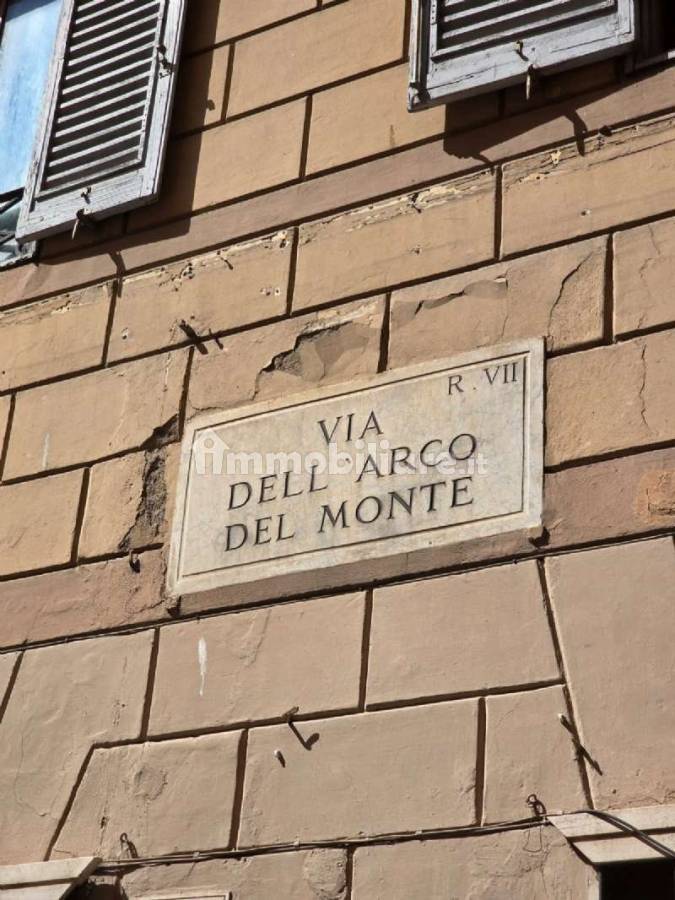 R. VII
VIA
DELL ARCO
DEL MONTE
immobiliare.it